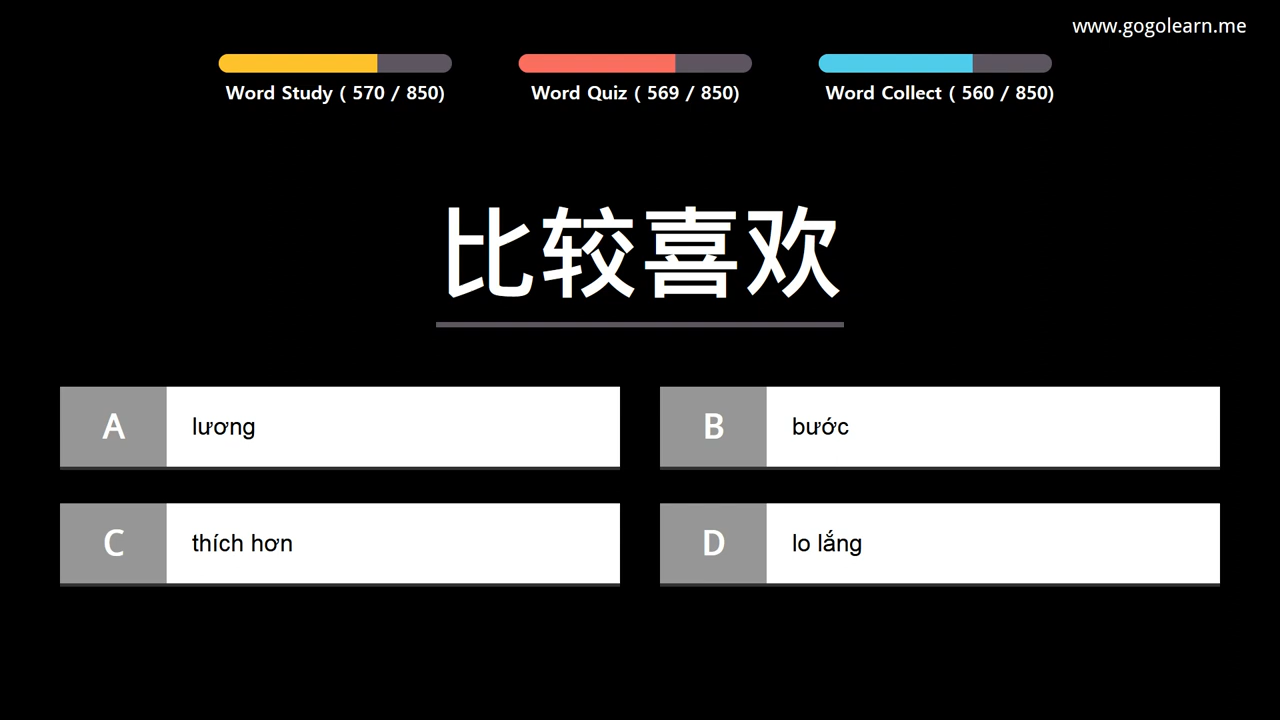 www.gogolearn.me
Word Study ( 570 / 850)
Word Quiz ( 569 / 850)
Word Collect ( 560 / 850)
比较喜欢
A lương
B bước
C thích hơn
D lo lắng